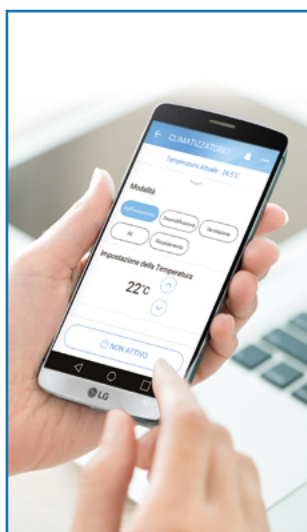 CLIMATIZZATORE1
Temperatura Attuale : 24.5°C
Modalità
Raffreddamento Deumidificazione Ventilazione
AI Riscaldamento
Impostazione della Temperatura
22°C
NON ATTIVO
LG